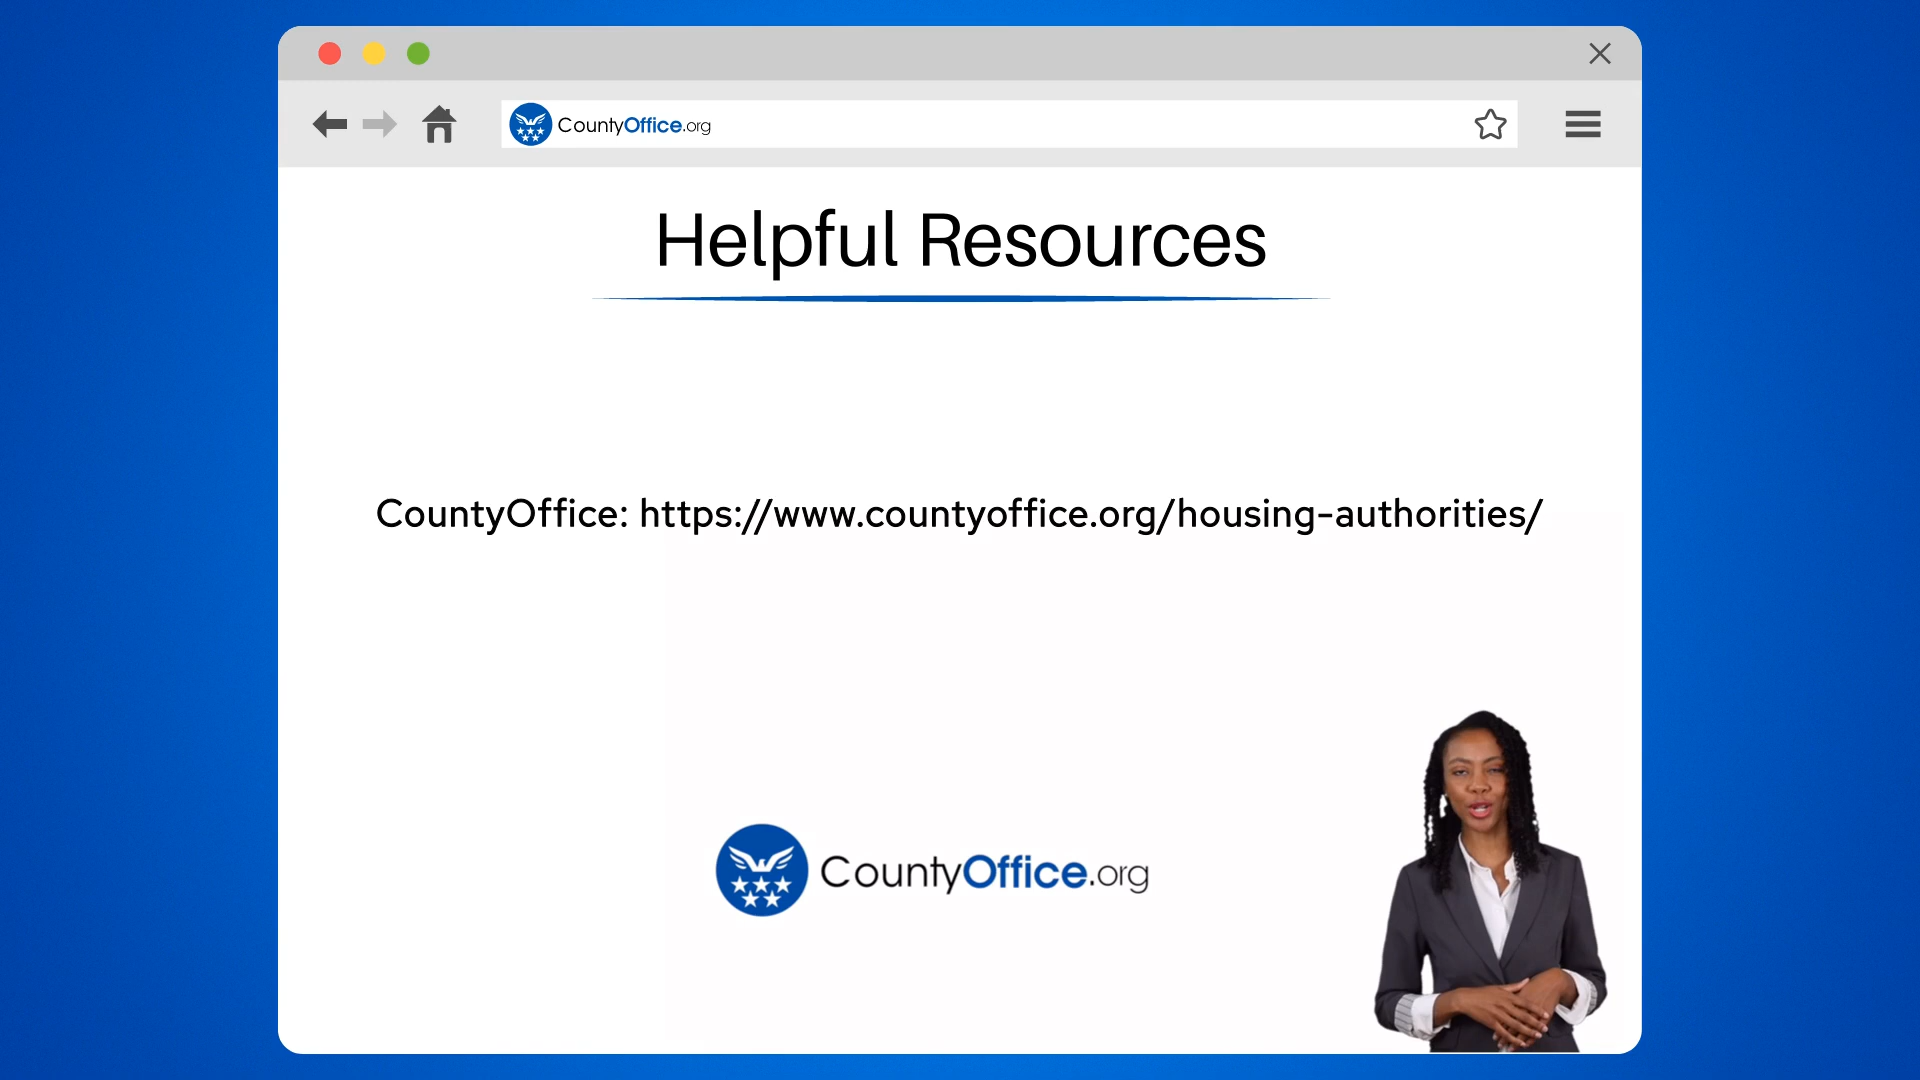 CountyOffice.org
Helpful Resources
CountyOffice: https://www.countyoffice.org/housing-authorities/
CountyOffice.org